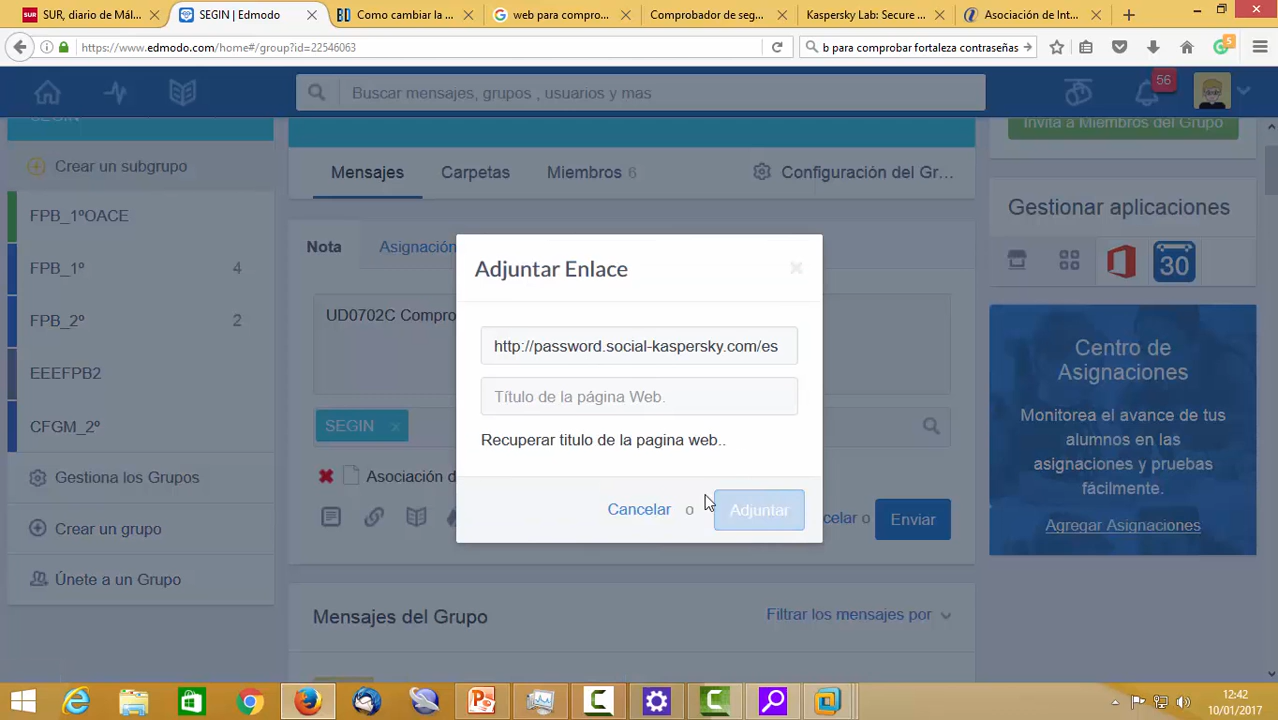 SUR, diario de Mál...
SEGIN | Edmodo
Como cambiar la ...
web para compro...
Comprobador de seg...
Kaspersky Lab: Secure ...
Asociación de Int...
https://www.edmodo.com/home#/group?id=22546063
b para comprobar fortaleza contraseñas
5
Buscar mensajes, grupos , usuarios y mas
56
SEGIN
Crear un subgrupo
FPB_1ºOACE
FPB_1º 4
FPB_2º 2
EEEFPB2
CFGM_2º
Gestiona los Grupos
Crear un grupo
Únete a un Grupo
Mensajes
Carpetas
Miembros 6
Configuración del Gr...
Nota
Asignación
UD0702C Compro
SEGIN
Asociación d
celar o
Enviar
Mensajes del Grupo
Filtrar los mensajes por
Adjuntar Enlace
http://password.social-kaspersky.com/es
Título de la página Web.
Recuperar titulo de la pagina web..
Cancelar o Adjuntar
Invita a Miembros del Grupo
Gestionar aplicaciones
30
Centro de
Asignaciones
Monitorea el avance de tus
alumnos en las
asignaciones y pruebas
fácilmente.
Agregar Asignaciones
12:42
10/01/2017